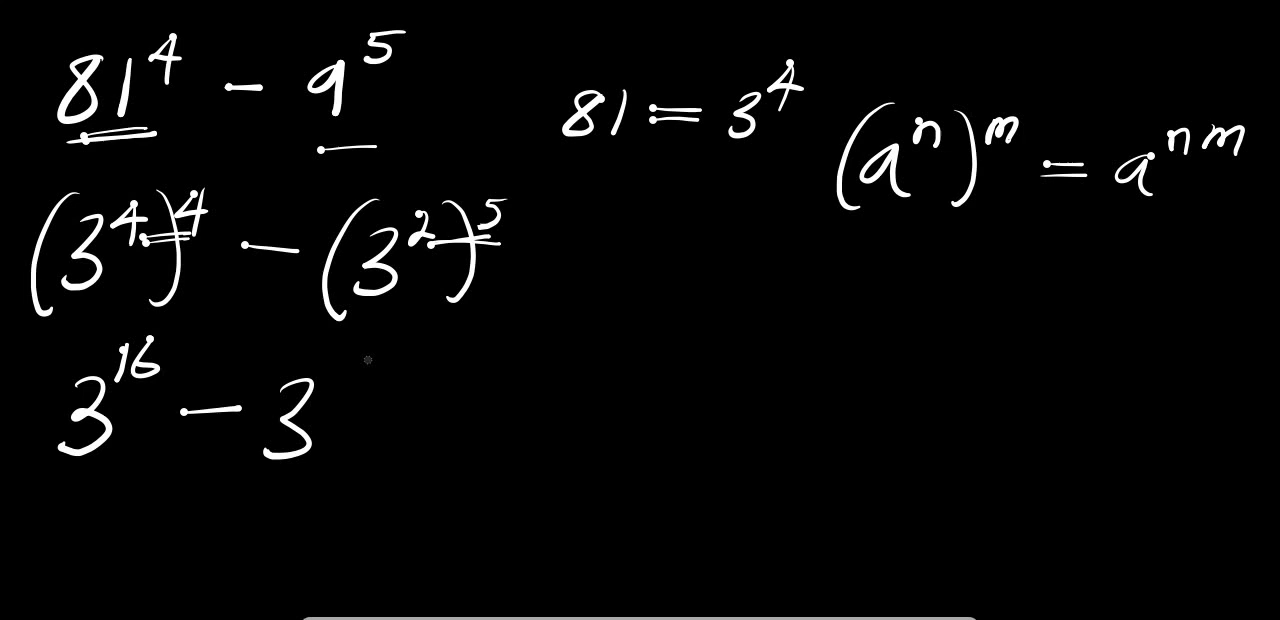 81⁴ - 9⁵
81 = 3⁴
(aⁿ)ᵐ = aⁿᵐ
(3⁴)⁴ - (3²)⁵
3¹⁶ - 3